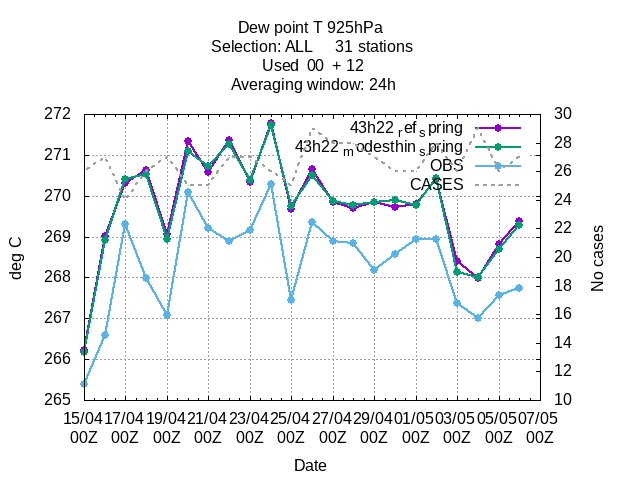 Dew point T 925hPa
Selection: ALL 31 stations
Used 00 + 12
Averaging window: 24h
272
271
270
269
268
267
266
265
deg C
30
28
26
24
22
20
18
16
14
12
10
No cases
43h22_ref_spring
43h22_modesthin_spring
OBS
CASES
15/04 17/04 19/04 21/04 23/04 25/04 27/04 29/04 01/05 03/05 05/05 07/05
00Z 00Z 00Z 00Z 00Z 00Z 00Z 00Z 00Z 00Z 00Z 00Z
Date